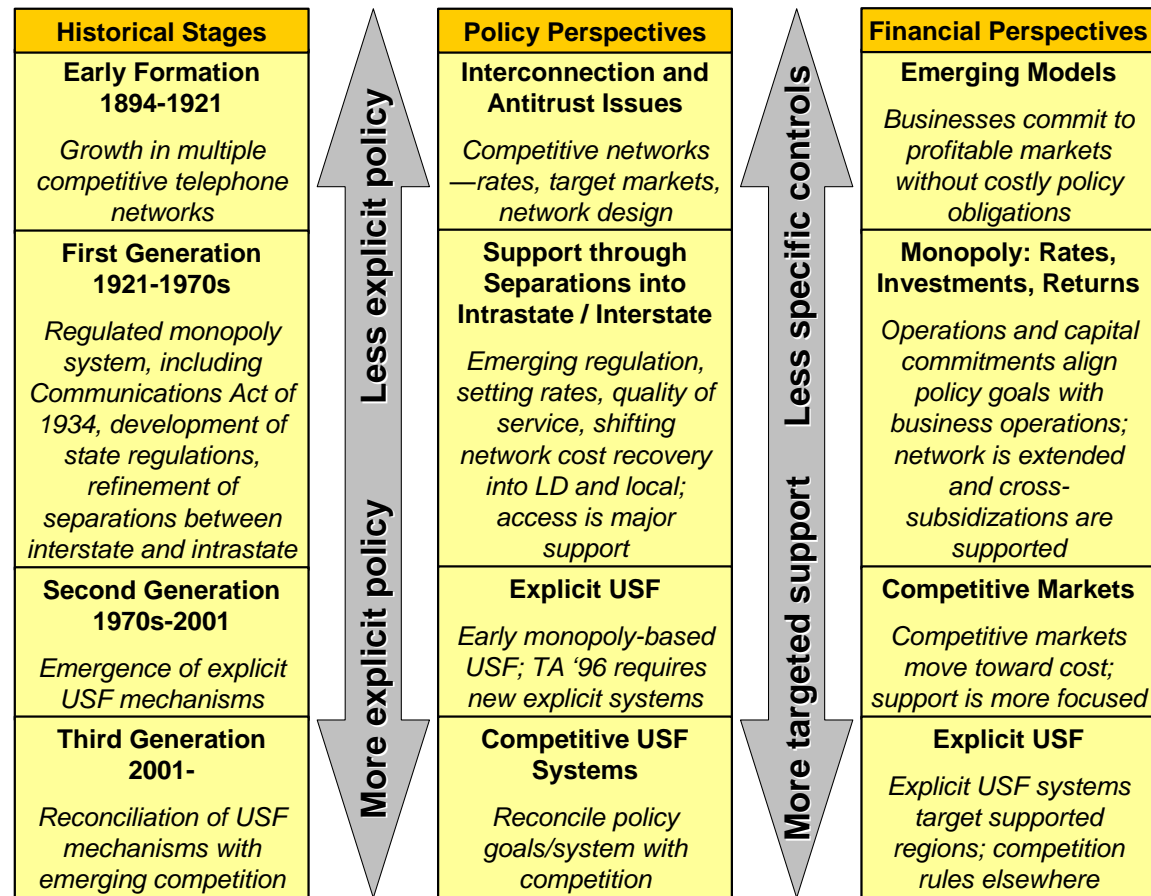 Historical Stages
Early Formation
1894-1921
Growth in multiple
competitive telephone
networks
First Generation
1921-1970s
Regulated monopoly
system, including
Communications Act of
1934, development of
state regulations,
refinement of
separations between
interstate and intrastate
Second Generation
1970s-2001
Emergence of explicit
USF mechanisms
Third Generation
2001-
Reconciliation of USF
mechanisms with
emerging competition
Less explicit policy
More explicit policy
Policy Perspectives
Interconnection and
Antitrust Issues
Competitive networks
—rates, target markets,
network design
Support through
Separations into
Intrastate / Interstate
Emerging regulation,
setting rates, quality of
service, shifting
network cost recovery
into LD and local;
access is major
support
Explicit USF
Early monopoly-based
USF; TA ‘96 requires
new explicit systems
Competitive USF
Systems
Reconcile policy
goals/system with
competition
Less specific controls
More targeted support
Financial Perspectives
Emerging Models
Businesses commit to
profitable markets
without costly policy
obligations
Monopoly: Rates,
Investments, Returns
Operations and capital
commitments align
policy goals with
business operations;
network is extended
and cross-
subsidizations are
supported
Competitive Markets
Competitive markets
move toward cost;
support is more focused
Explicit USF
Explicit USF systems
target supported
regions; competition
rules elsewhere